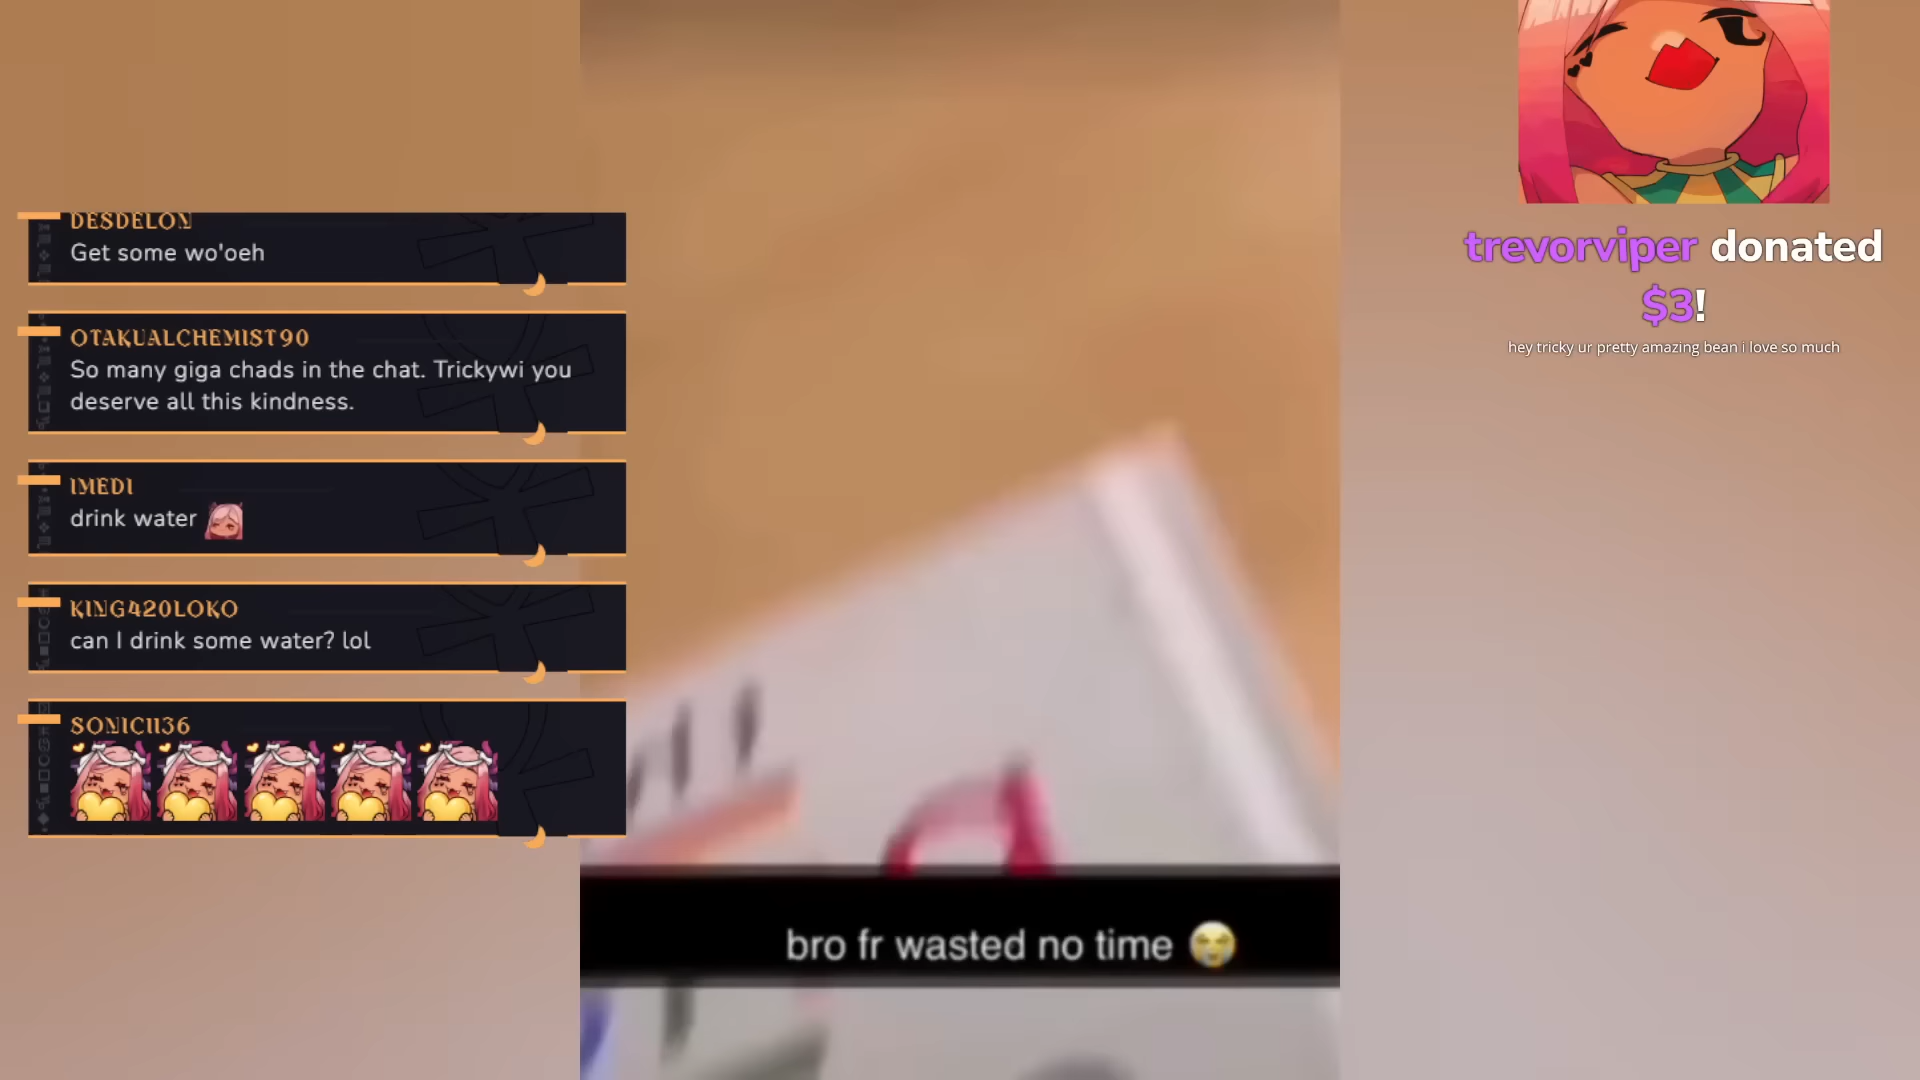 DESDELON
Get some wo'oeh
OTAKUALCHEMIST90
So many giga chads in the chat. Trickywi you
deserve all this kindness.
IMEDI
drink water
KING420LOKO
can I drink some water? lol
SONIC1136
trevorviper donated
$3!
hey tricky ur pretty amazing bean i love so much
bro fr wasted no time 😭